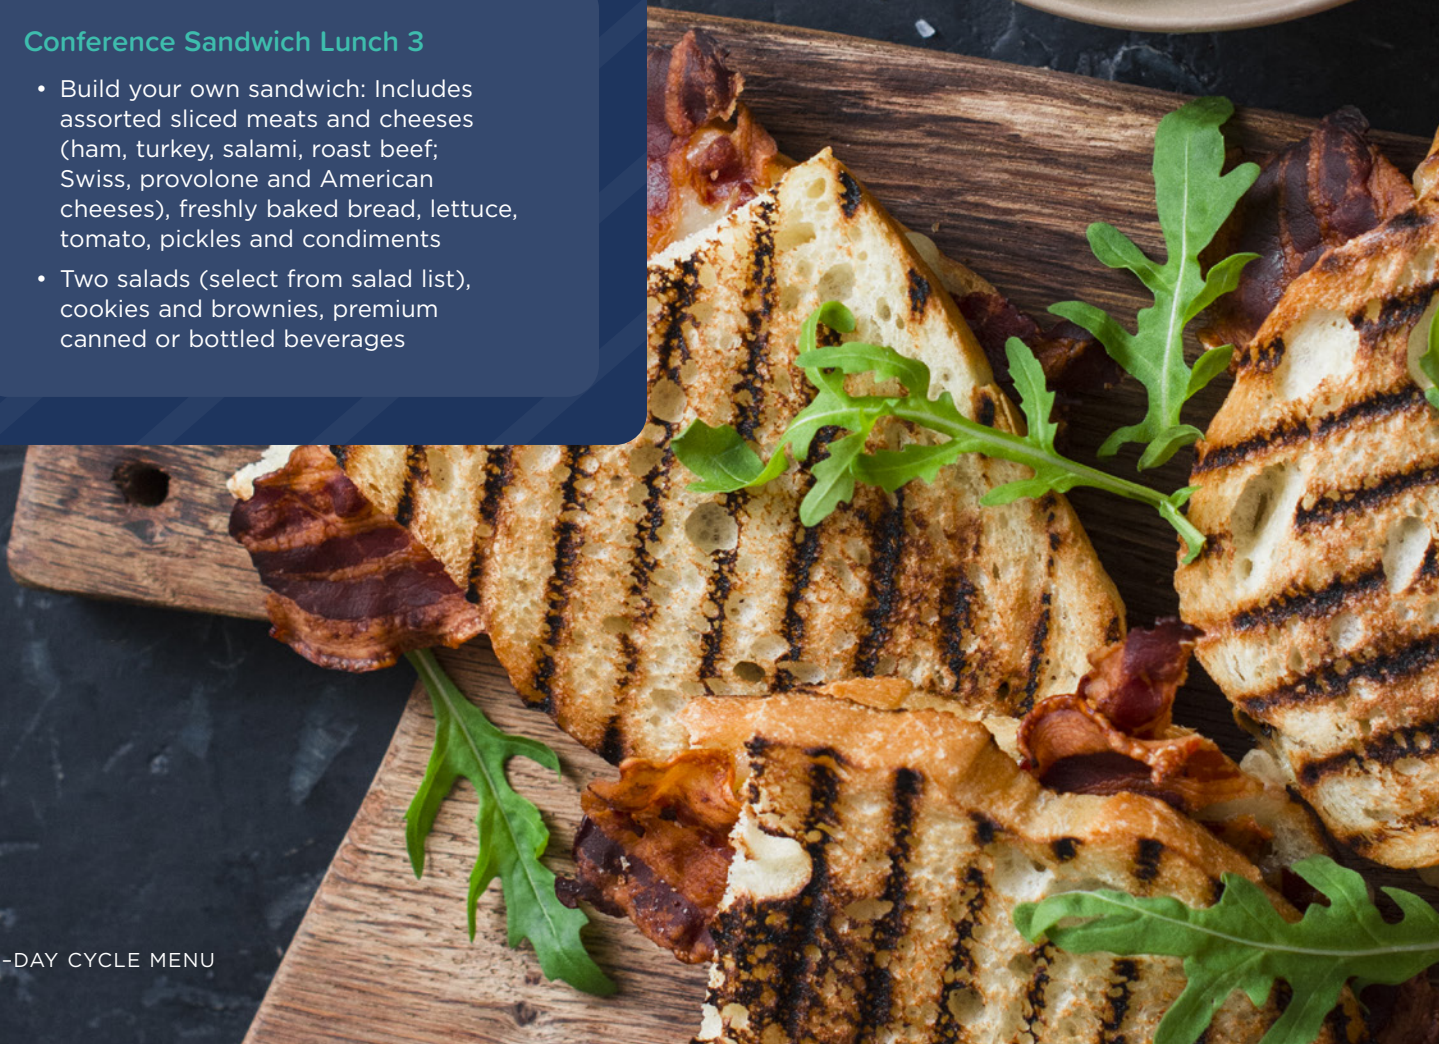 Conference Sandwich Lunch 3
• Build your own sandwich: Includes
assorted sliced meats and cheeses
(ham, turkey, salami, roast beef;
Swiss, provolone and American
cheeses), freshly baked bread, lettuce,
tomato, pickles and condiments
• Two salads (select from salad list),
cookies and brownies, premium
canned or bottled beverages
–DAY CYCLE MENU